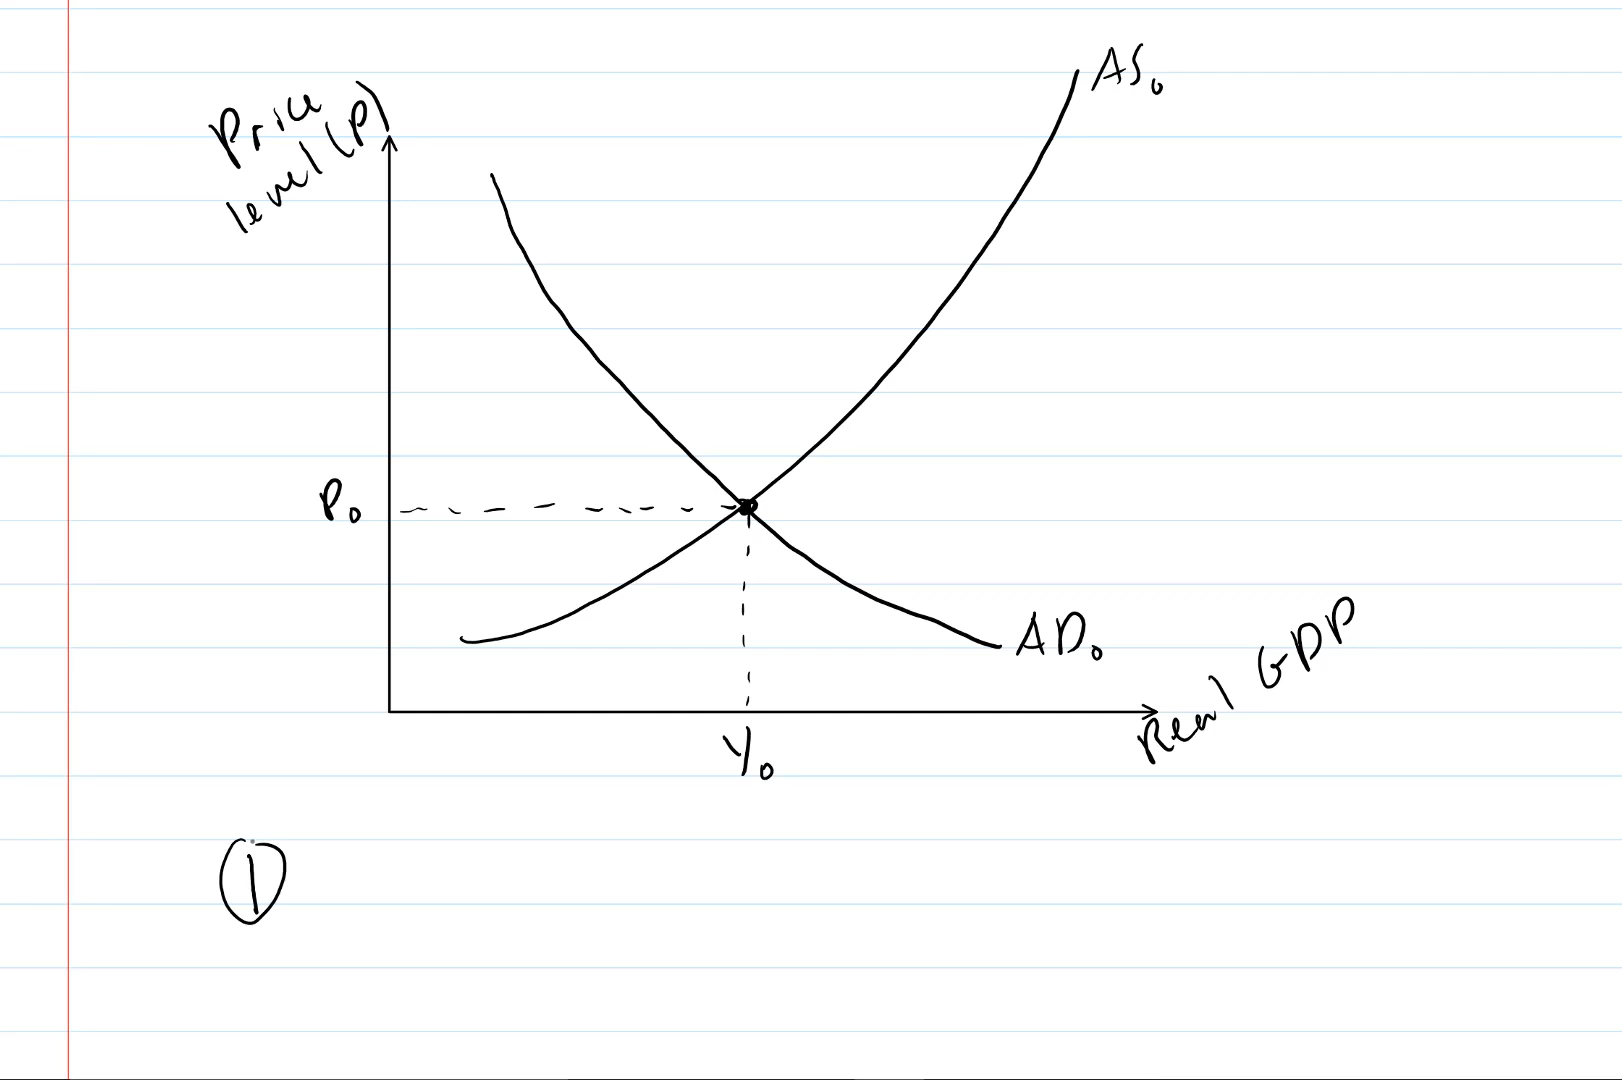 AS₀
Price
level (P)
P₀
AD₀
Real GDP
Y₀
①